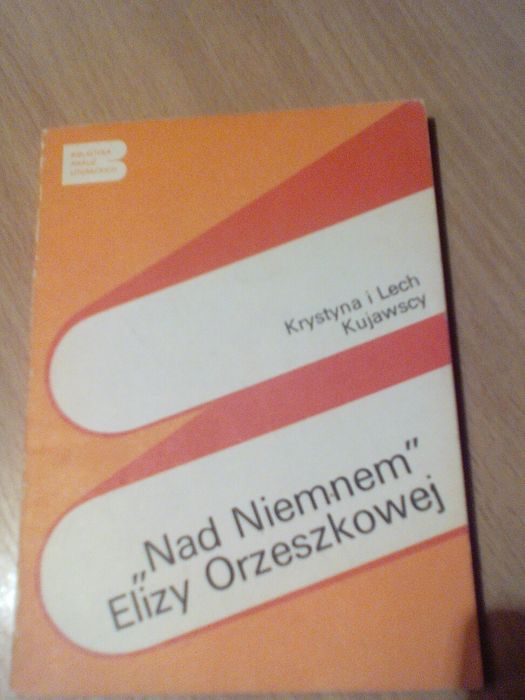 BIBLIOTEKA
ANALIZ
LITERACKICH
Krystyna i Lech
Kujawscy
„Nad Niemnem”
Elizy Orzeszkowej